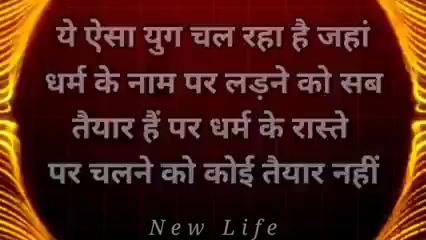 ये ऐसा युग चल रहा है जहां
धर्म के नाम पर लड़ने को सब
तैयार हैं पर धर्म के रास्ते
पर चलने को कोई तैयार नहीं
New Life